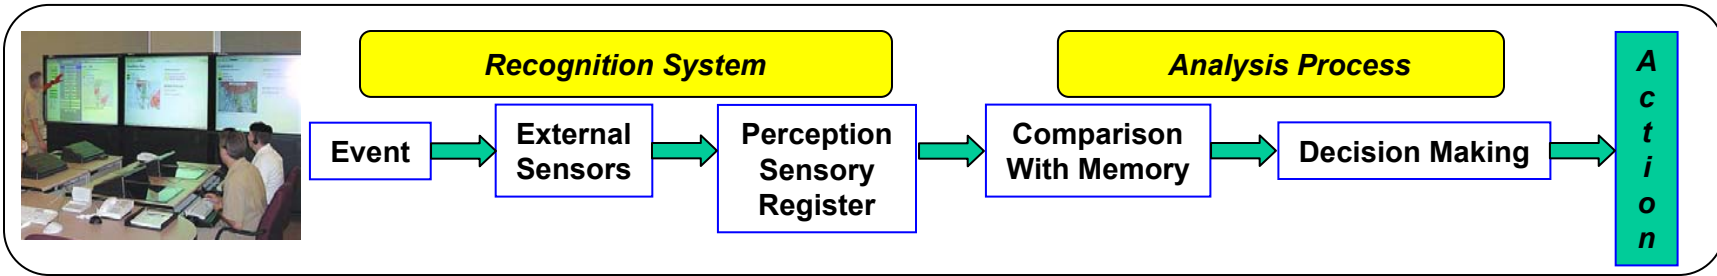 Recognition System
Analysis Process
Event
External
Sensors
Perception
Sensory
Register
Comparison
With Memory
Decision Making
A
c
t
i
o
n